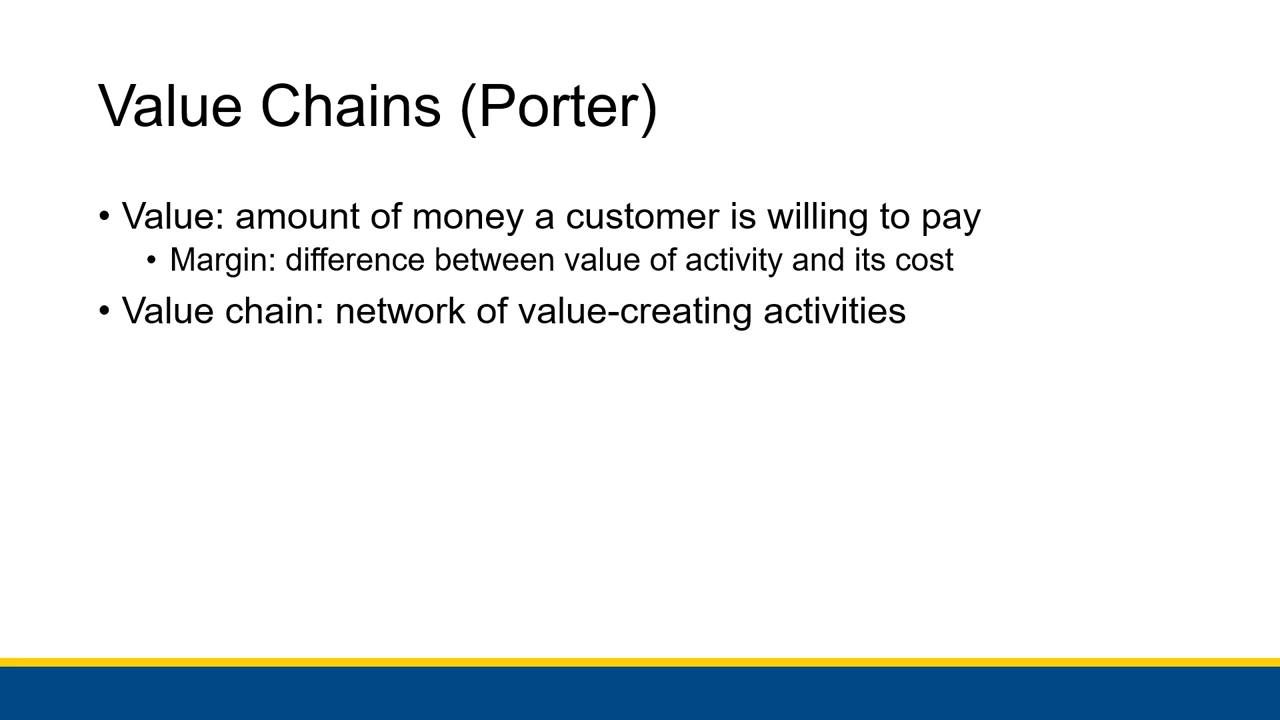 Value Chains (Porter)
• Value: amount of money a customer is willing to pay
• Margin: difference between value of activity and its cost
• Value chain: network of value-creating activities